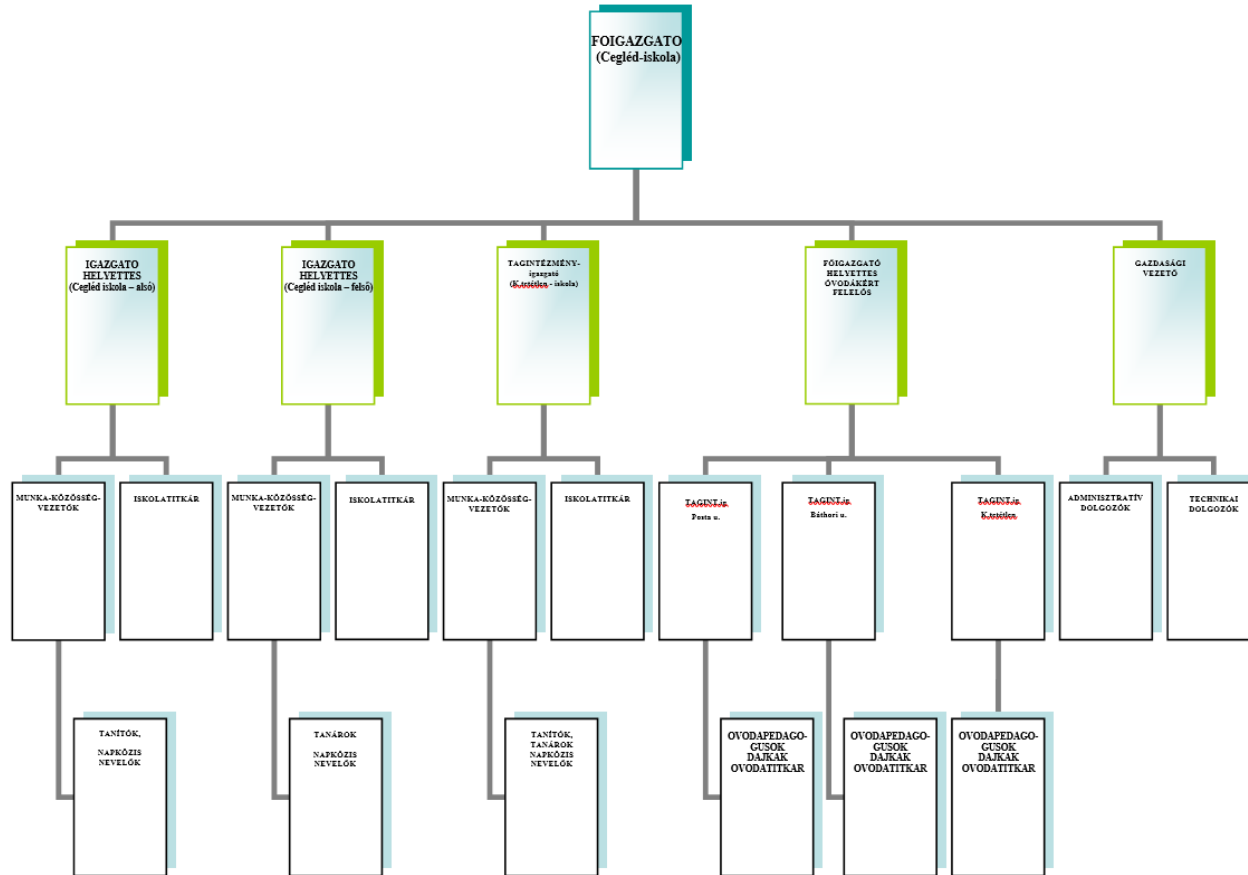 FOIGAZGATO
(Cegléd-iskola)
IGAZGATO
HELYETTES
(Cegléd iskola – alsó)
IGAZGATO
HELYETTES
(Cegléd iskola – felső)
TAGINTÉZMÉNY-
igazgató
(K.tetétlen - iskola)
FŐIGAZGATÓ
HELYETTES
ÓVODÁKÉRT
FELELŐS
GAZDASÁGI
VEZETŐ
MUNKA-KÖZÖSSÉG-
VEZETŐK
ISKOLATITKÁR
MUNKA-KÖZÖSSÉG-
VEZETŐK
ISKOLATITKÁR
MUNKA-KÖZÖSSÉG-
VEZETŐK
ISKOLATITKÁR
TAGINT.ig.
Posta u.
TAGINT.ig.
Báthori u.
TAGINT.ig.
K.tetétlen
ADMINISZTRATÍV
DOLGOZÓK
TECHNIKAI
DOLGOZÓK
TANÍTÓK,
NAPKÖZIS
NEVELŐK
TANÁROK
NAPKÖZIS
NEVELŐK
TANÍTÓK,
TANÁROK
NAPKÖZIS
NEVELŐK
OVODAPEDAGO-
GUSOK
DAJKAK
OVODATITKAR
OVODAPEDAGO-
GUSOK
DAJKAK
OVODATITKAR
OVODAPEDAGO-
GUSOK
DAJKAK
OVODATITKAR